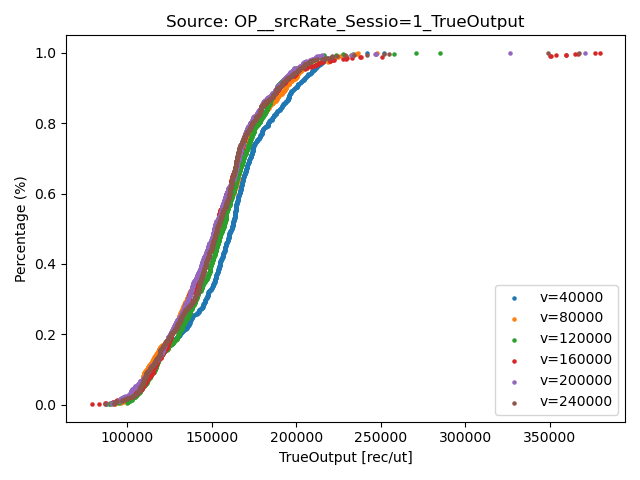 Source: OP__srcRate_Sessio=1_TrueOutput
1.0
0.8
0.6
0.4
0.2
0.0
Percentage (%)
v=40000
v=80000
v=120000
v=160000
v=200000
v=240000
100000 150000 200000 250000 300000 350000
TrueOutput [rec/ut]